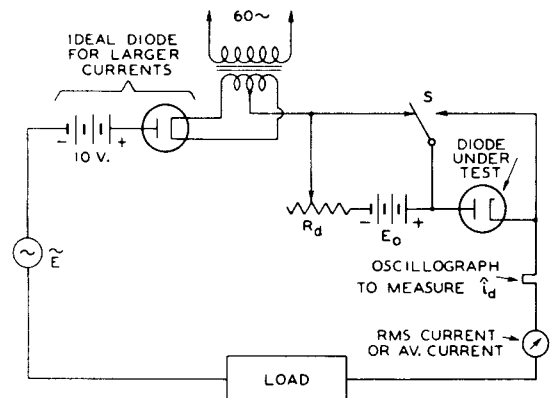 60~
IDEAL DIODE
FOR LARGER
CURRENTS
S
DIODE
UNDER
TEST
- 10 V. +
R_d
- E_o +
~
Ẽ
OSCILLOGRAPH
TO MEASURE î_d
RMS CURRENT
OR AV. CURRENT
LOAD